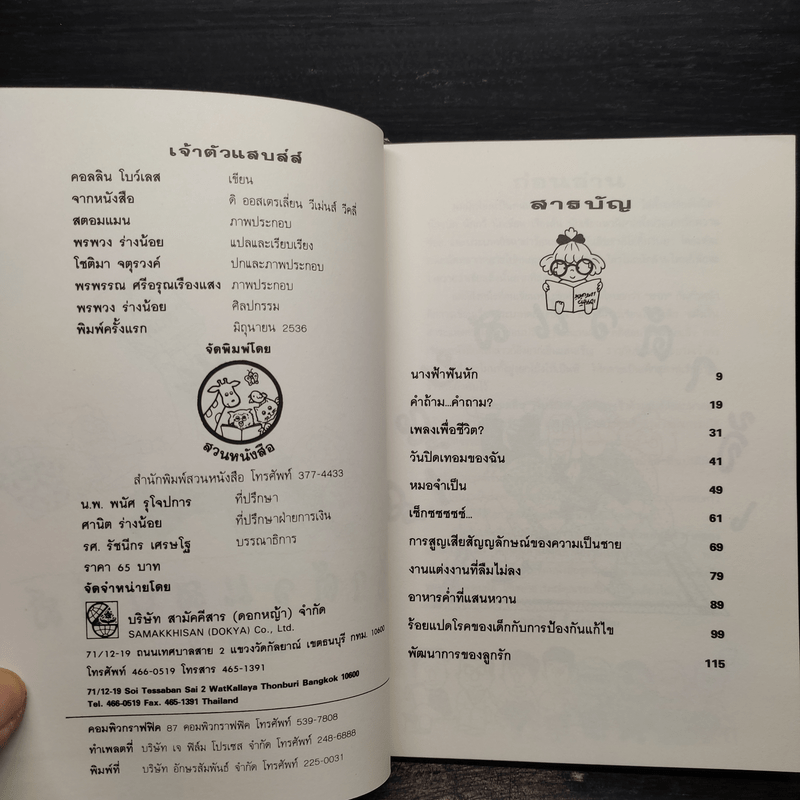 เจ้าตัวแสบส์ส์
คอลลิน โบว์เลส เขียน
จากหนังสือ ดิ ออสเตรเลี่ยน วีเม่นส์ วีคลี่
สตอมแมน ภาพประกอบ
พรพวง ร่างน้อย แปลและเรียบเรียง
โชติมา จตุรวงค์ ปกและภาพประกอบ
พรพรรณ ศรีอรุณเรืองแสง ภาพประกอบ
พรพวง ร่างน้อย ศิลปกรรม
พิมพ์ครั้งแรก มิถุนายน 2536
จัดพิมพ์โดย
สวนหนังสือ
สำนักพิมพ์สวนหนังสือ โทรศัพท์ 377-4433
น.พ. พนัศ รุโจปการ ที่ปรึกษา
ศานิต ร่างน้อย ที่ปรึกษาฝ่ายการเงิน
รศ. รัชนีกร เศรษโฐ บรรณาธิการ
ราคา 65 บาท
จัดจำหน่ายโดย
บริษัท สามัคคีสาร (ดอกหญ้า) จำกัด
SAMAKKHISAN (DOKYA) Co., Ltd.
71/12-19 ถนนเทศบาลสาย 2 แขวงวัดกัลยาณ์ เขตธนบุรี กทม. 10600
โทรศัพท์ 466-0519 โทรสาร 465-1391
71/12-19 Soi Tessaban Sai 2 WatKallaya Thonburi Bangkok 10600
Tel. 466-0519 Fax. 465-1391 Thailand
คอมพิวกราฟฟิค 87 คอมพิวกราฟฟิค โทรศัพท์ 539-7808
ทำเพลตที่ บริษัท เจ ฟิล์ม โปรเซส จำกัด โทรศัพท์ 248-6888
พิมพ์ที่ บริษัท อักษรสัมพันธ์ จำกัด โทรศัพท์ 225-0031
สารบัญ
นางฟ้าฟันหัก 9
คำถ้าม...คำถาม? 19
เพลงเพื่อชีวิต? 31
วันปิดเทอมของฉัน 41
หมอจำเป็น 49
เซ็กซซซซซ์... 61
การสูญเสียสัญญลักษณ์ของความเป็นชาย 69
งานแต่งงานที่ลืมไม่ลง 79
อาหารค่ำที่แสนหวาน 89
ร้อยแปดโรคของเด็กกับการป้องกันแก้ไข 99
พัฒนาการของลูกรัก 115